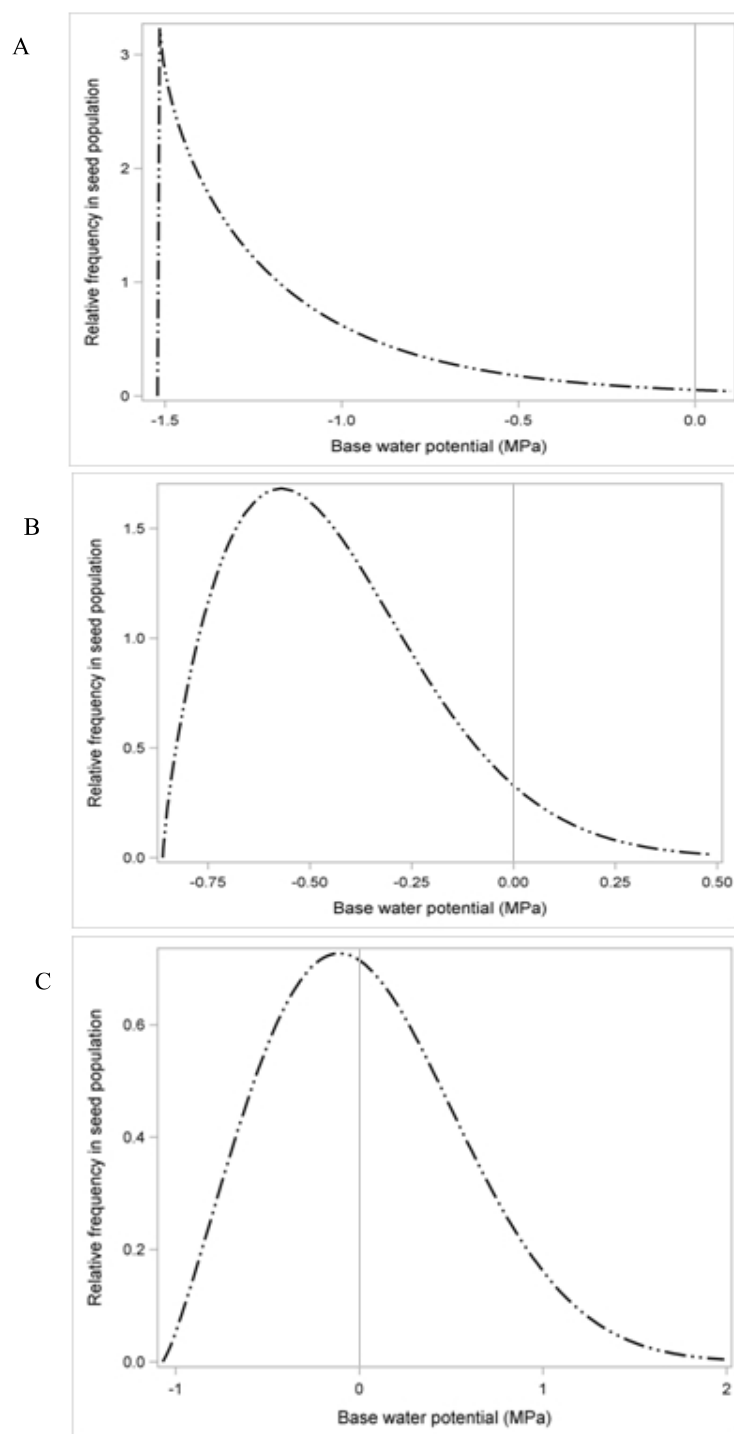 A
Relative frequency in seed population
3
2
1
0
-1.5 -1.0 -0.5 0.0
Base water potential (MPa)
B
Relative frequency in seed population
1.5
1.0
0.5
0.0
-0.75 -0.50 -0.25 0.00 0.25 0.50
Base water potential (MPa)
C
Relative frequency in seed population
0.6
0.4
0.2
0.0
-1 0 1 2
Base water potential (MPa)